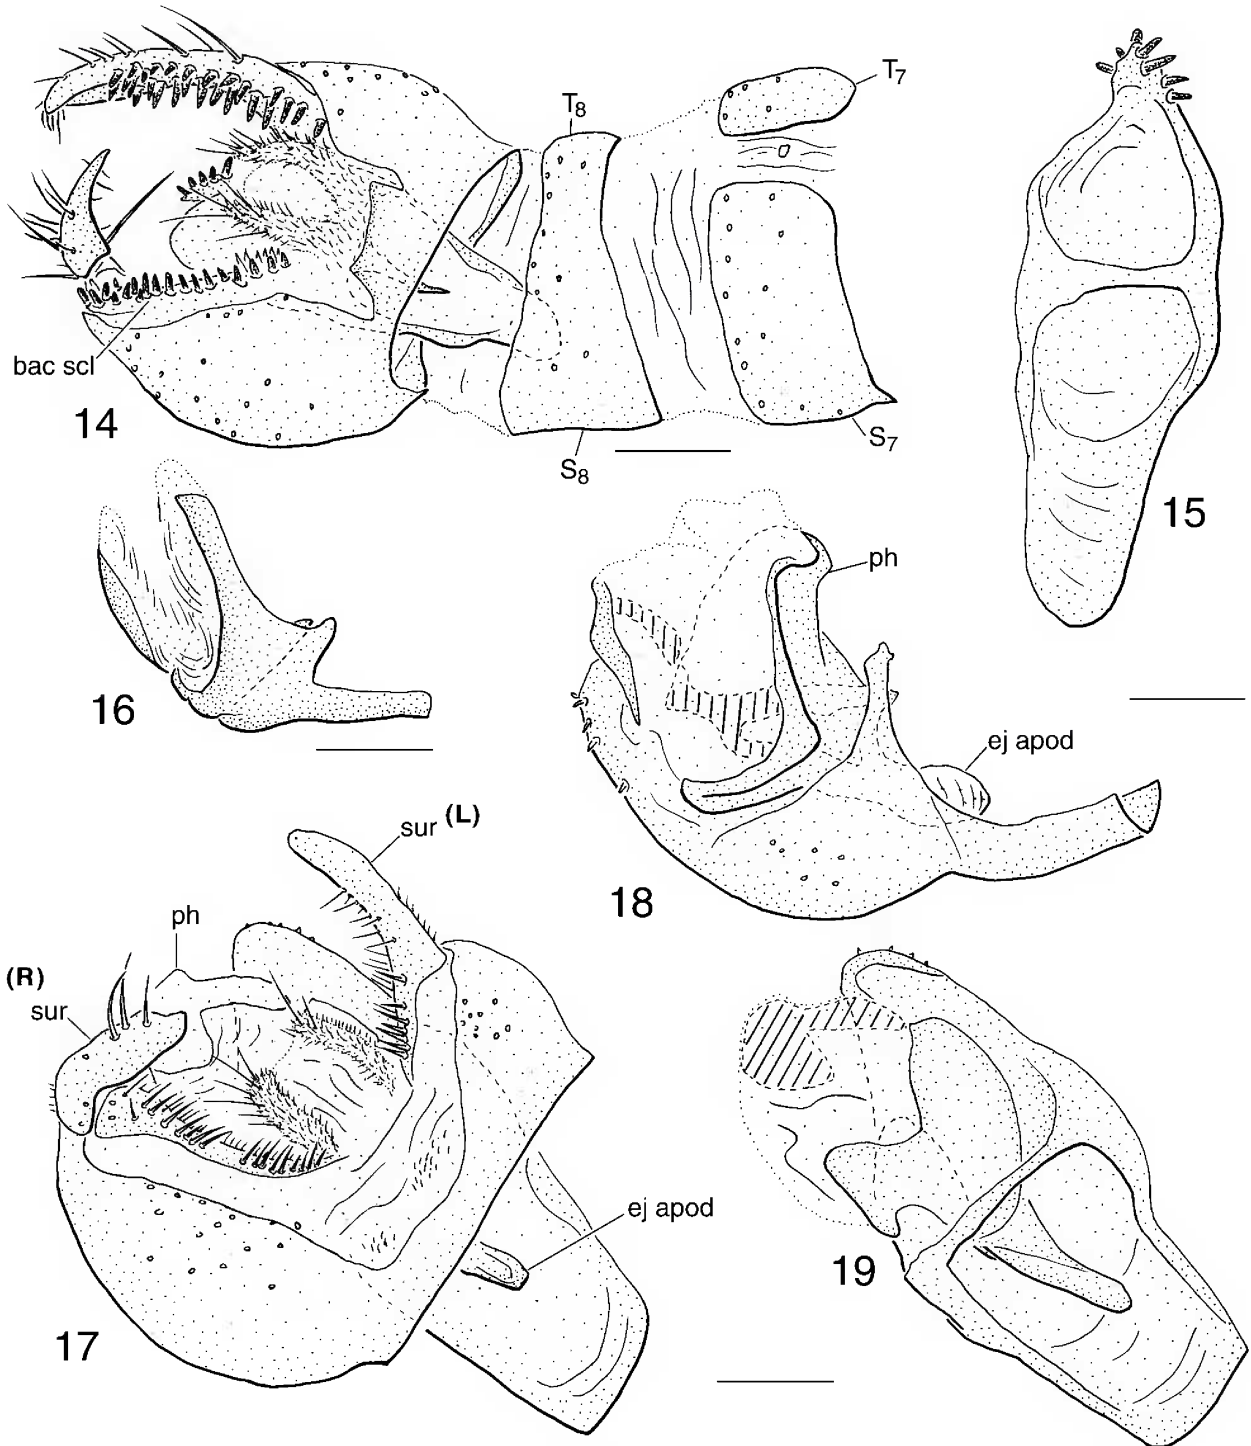 T7
T8
bac scl
14
S7
S8
15
ph
16
ej apod
sur (L)
18
ph
(R)
sur
ej apod
19
17